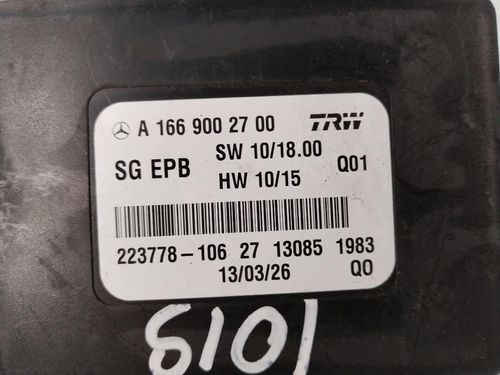 A 166 900 27 00 TRW
SG EPB SW 10/18.00 Q01
HW 10/15
223778-106 27 13085 1983
13/03/26 Q0
6101